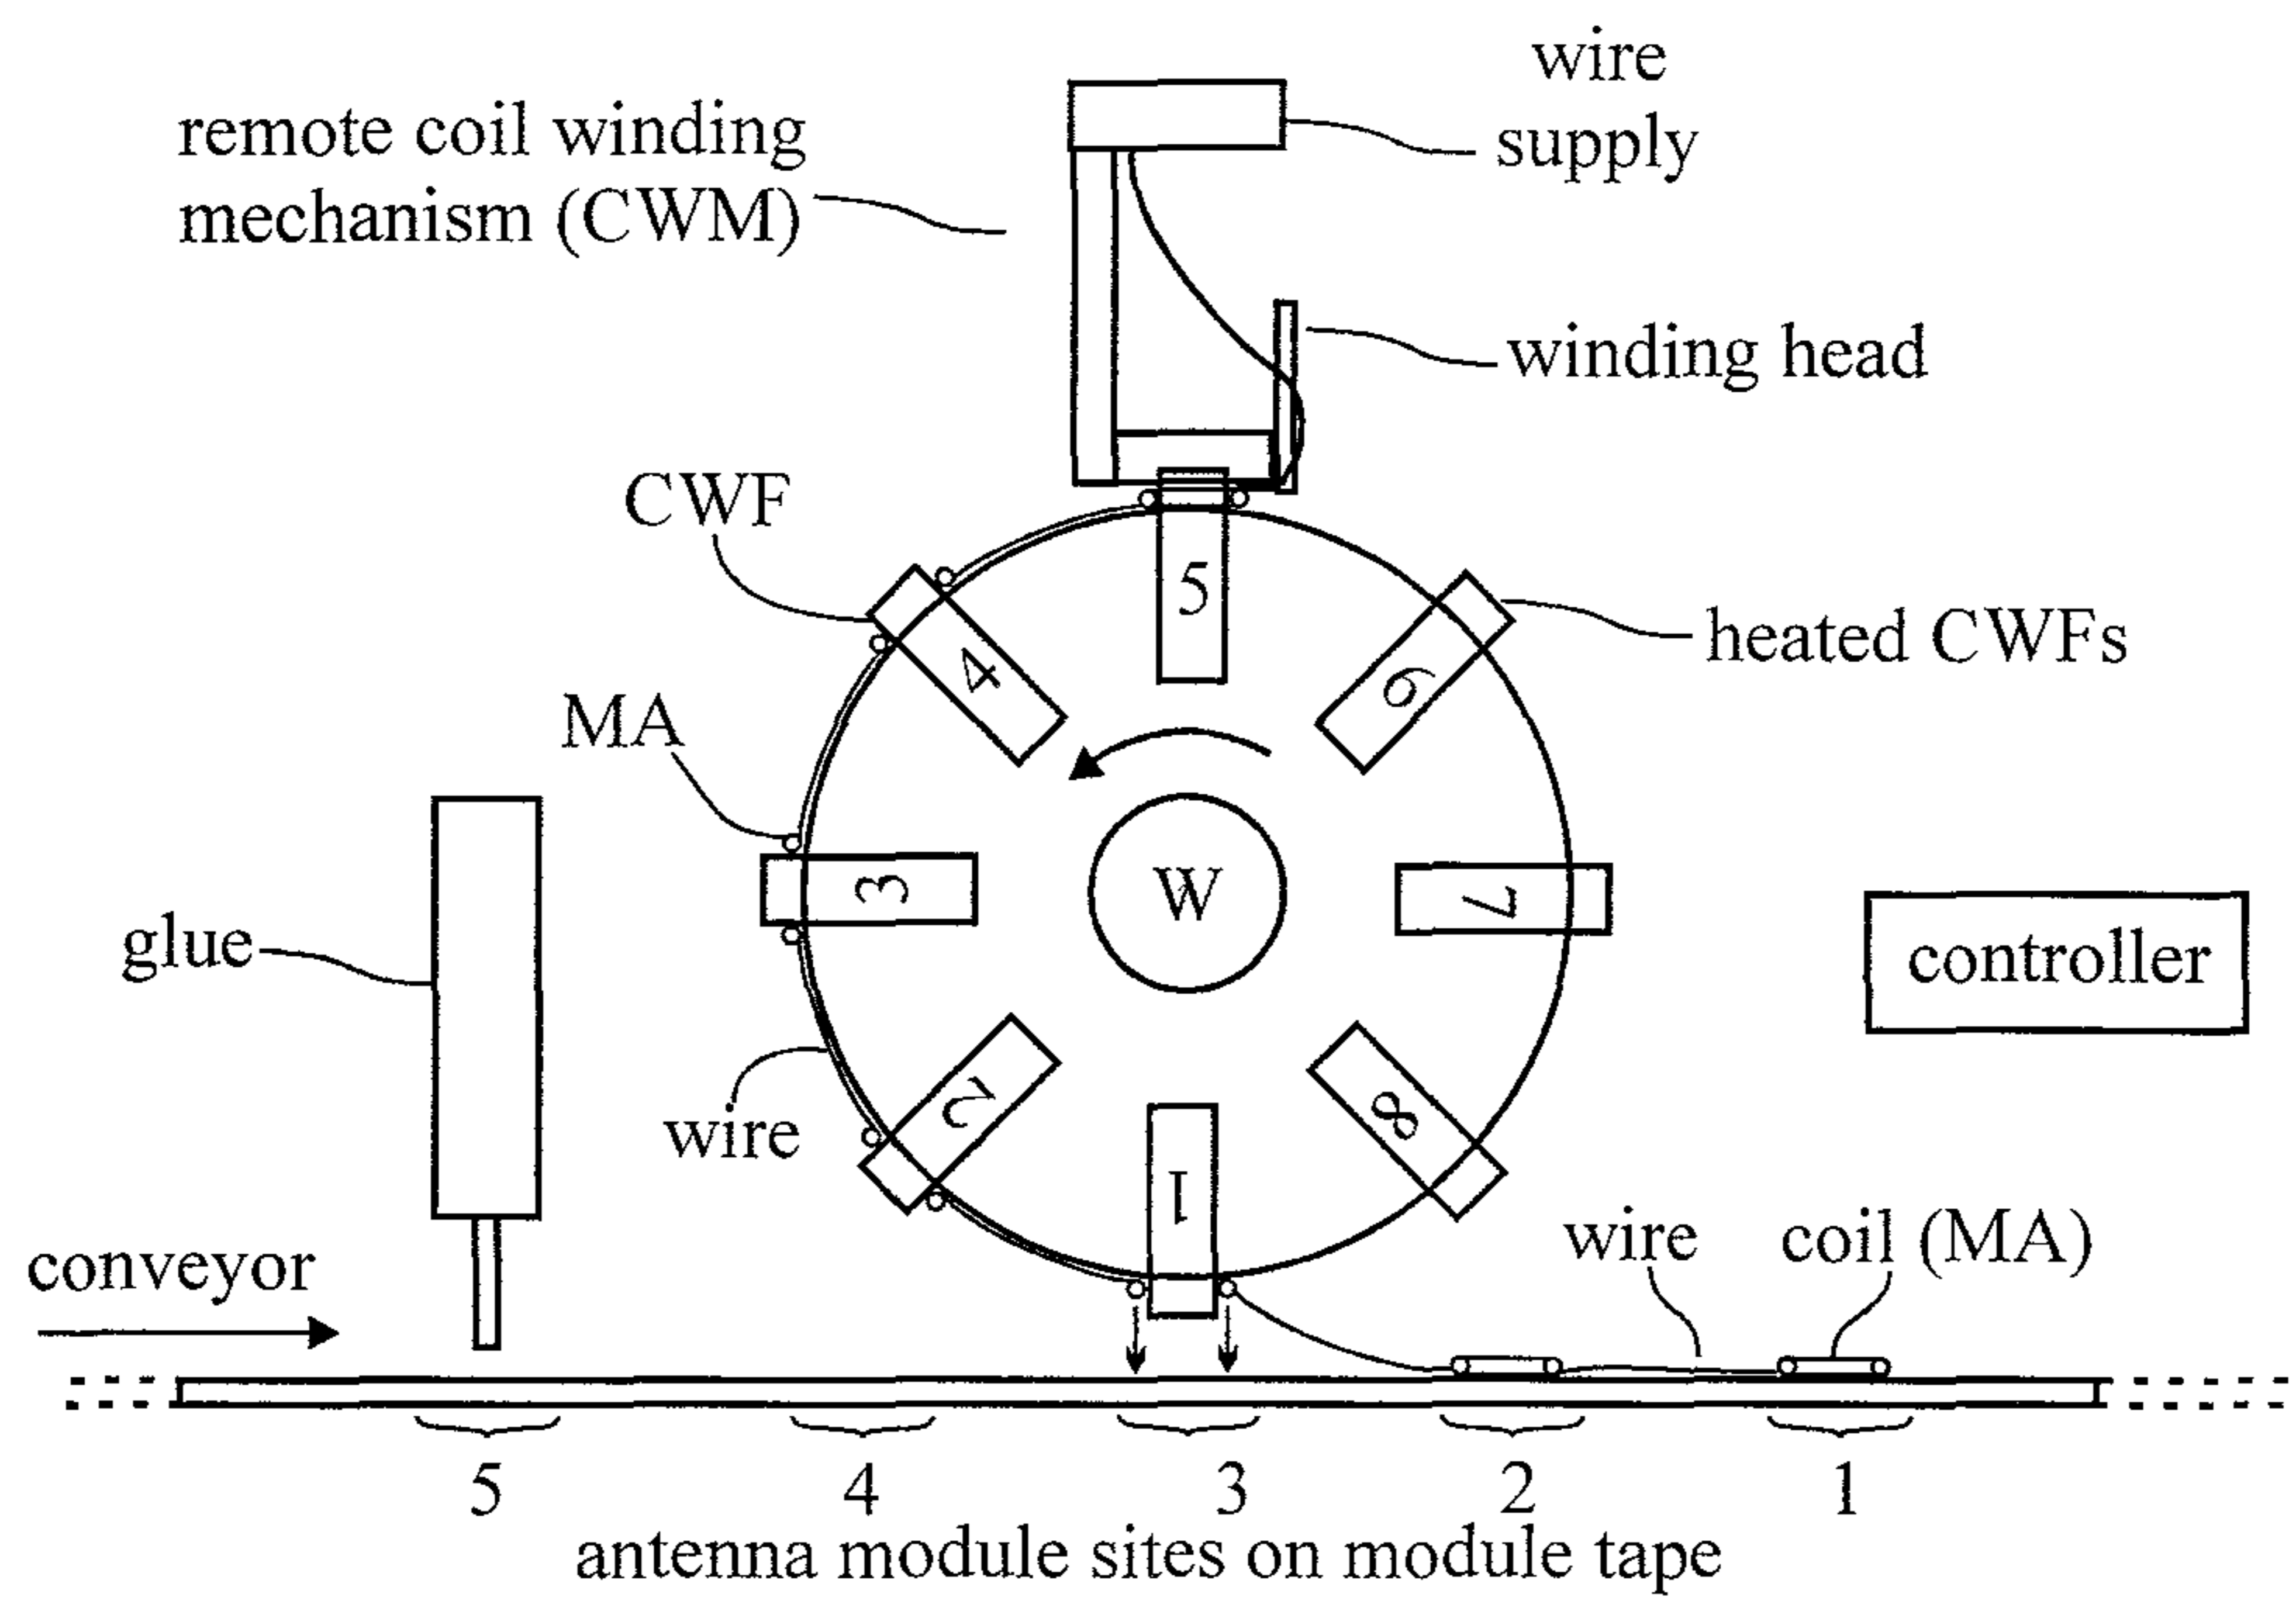 wire
supply
remote coil winding
mechanism (CWM)
winding head
CWF
5
4
6
heated CWFs
MA
3
W
7
glue
controller
2
wire
8
1
wire
coil (MA)
conveyor
5 4 3 2 1
antenna module sites on module tape